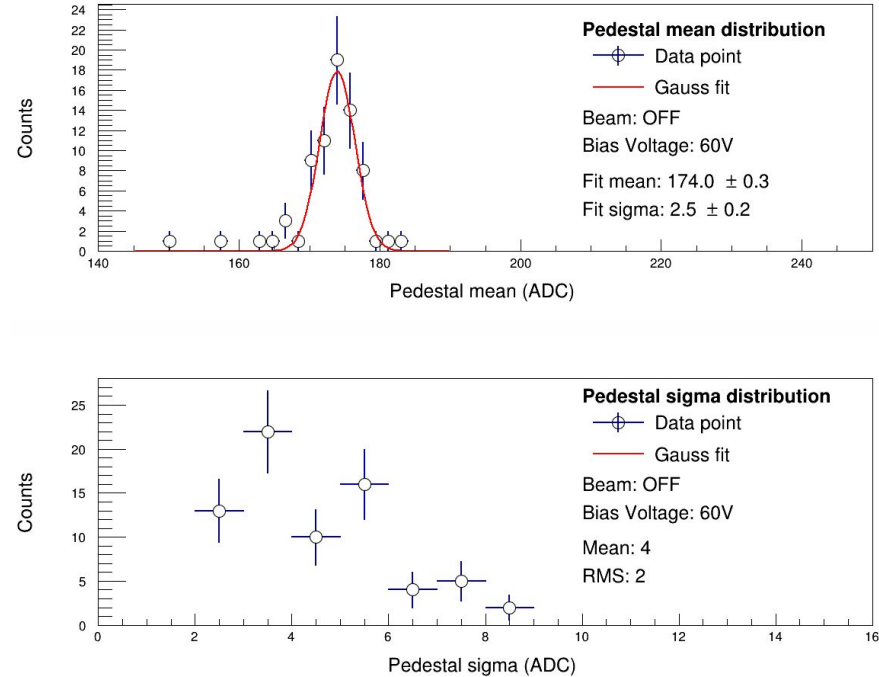 24
22
20
18
16
14
12
10
8
6
4
2
0
Counts
Pedestal mean distribution
Data point
Gauss fit
Beam: OFF
Bias Voltage: 60V
Fit mean: 174.0 ± 0.3
Fit sigma: 2.5 ± 0.2
140 160 180 200 220 240
Pedestal mean (ADC)
25
20
15
10
5
0
Counts
Pedestal sigma distribution
Data point
Gauss fit
Beam: OFF
Bias Voltage: 60V
Mean: 4
RMS: 2
0 2 4 6 8 10 12 14 16
Pedestal sigma (ADC)